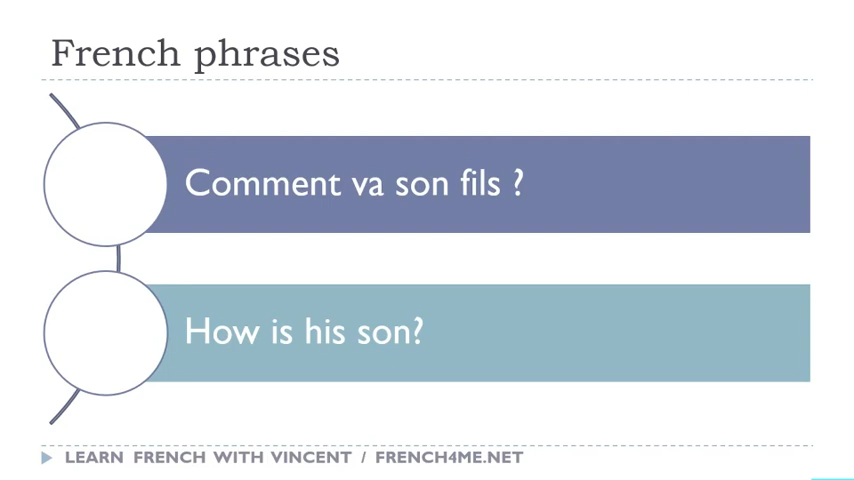 French phrases
Comment va son fils ?
How is his son?
LEARN FRENCH WITH VINCENT / FRENCH4ME.NET